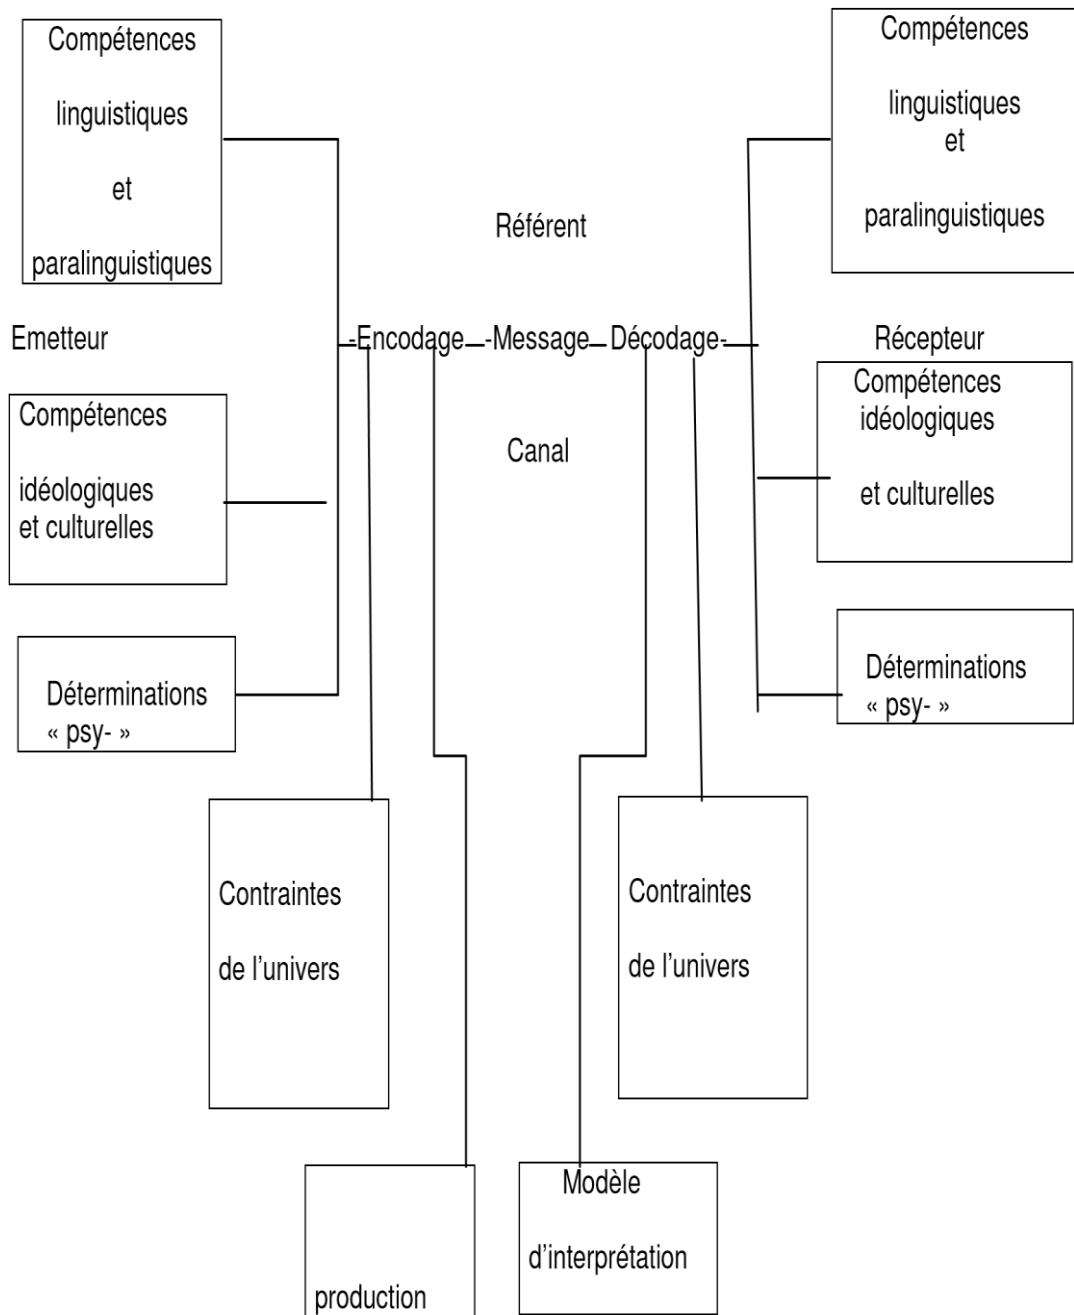 Compétences
linguistiques
et
paralinguistiques
Compétences
linguistiques
et
paralinguistiques
Référent
Emetteur
-Encodage
-Message
Décodage-
Récepteur
Compétences
idéologiques
et culturelles
Canal
Compétences
idéologiques
et culturelles
Déterminations
« psy- »
Déterminations
« psy- »
Contraintes
de l’univers
Contraintes
de l’univers
production
Modèle
d’interprétation